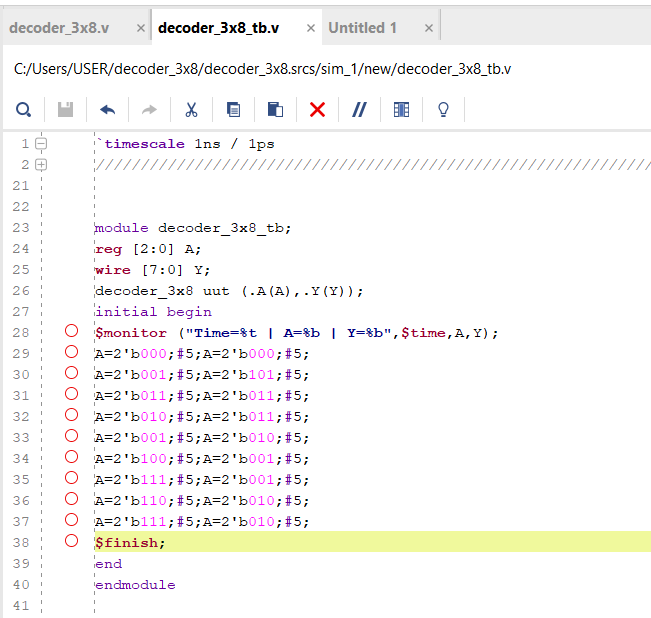 decoder_3x8.v × decoder_3x8_tb.v × Untitled 1 ×
C:/Users/USER/decoder_3x8/decoder_3x8.srcs/sim_1/new/decoder_3x8_tb.v
1 `timescale 1ns / 1ps
2 //////////////////////////////////////////////////////////////
21
22
23 module decoder_3x8_tb;
24 reg [2:0] A;
25 wire [7:0] Y;
26 decoder_3x8 uut (.A(A),.Y(Y));
27 initial begin
28 $monitor ("Time=%t | A=%b | Y=%b",$time,A,Y);
29 A=2'b000;#5;A=2'b000;#5;
30 A=2'b001;#5;A=2'b101;#5;
31 A=2'b011;#5;A=2'b011;#5;
32 A=2'b010;#5;A=2'b011;#5;
33 A=2'b001;#5;A=2'b010;#5;
34 A=2'b100;#5;A=2'b001;#5;
35 A=2'b111;#5;A=2'b001;#5;
36 A=2'b110;#5;A=2'b010;#5;
37 A=2'b111;#5;A=2'b010;#5;
38 $finish;
39 end
40 endmodule
41